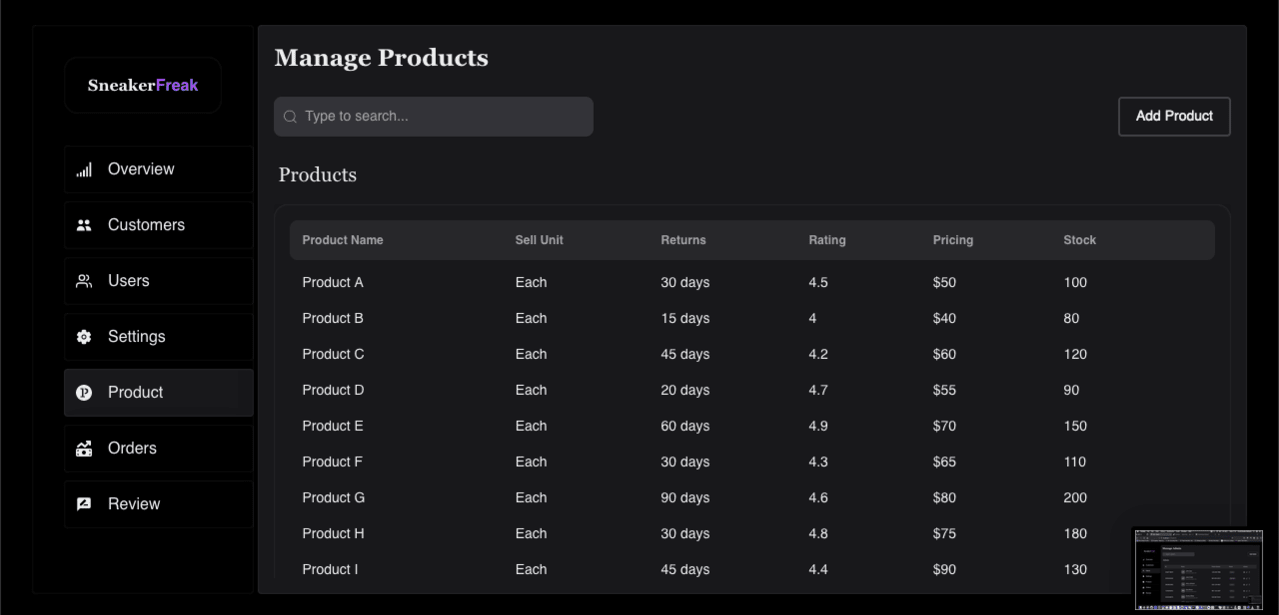 SneakerFreak
Overview
Customers
Users
Settings
Product
Orders
Review
Manage Products
Type to search...
Add Product
Products
Product Name Sell Unit Returns Rating Pricing Stock
Product A Each 30 days 4.5 $50 100
Product B Each 15 days 4 $40 80
Product C Each 45 days 4.2 $60 120
Product D Each 20 days 4.7 $55 90
Product E Each 60 days 4.9 $70 150
Product F Each 30 days 4.3 $65 110
Product G Each 90 days 4.6 $80 200
Product H Each 30 days 4.8 $75 180
Product I Each 45 days 4.4 $90 130